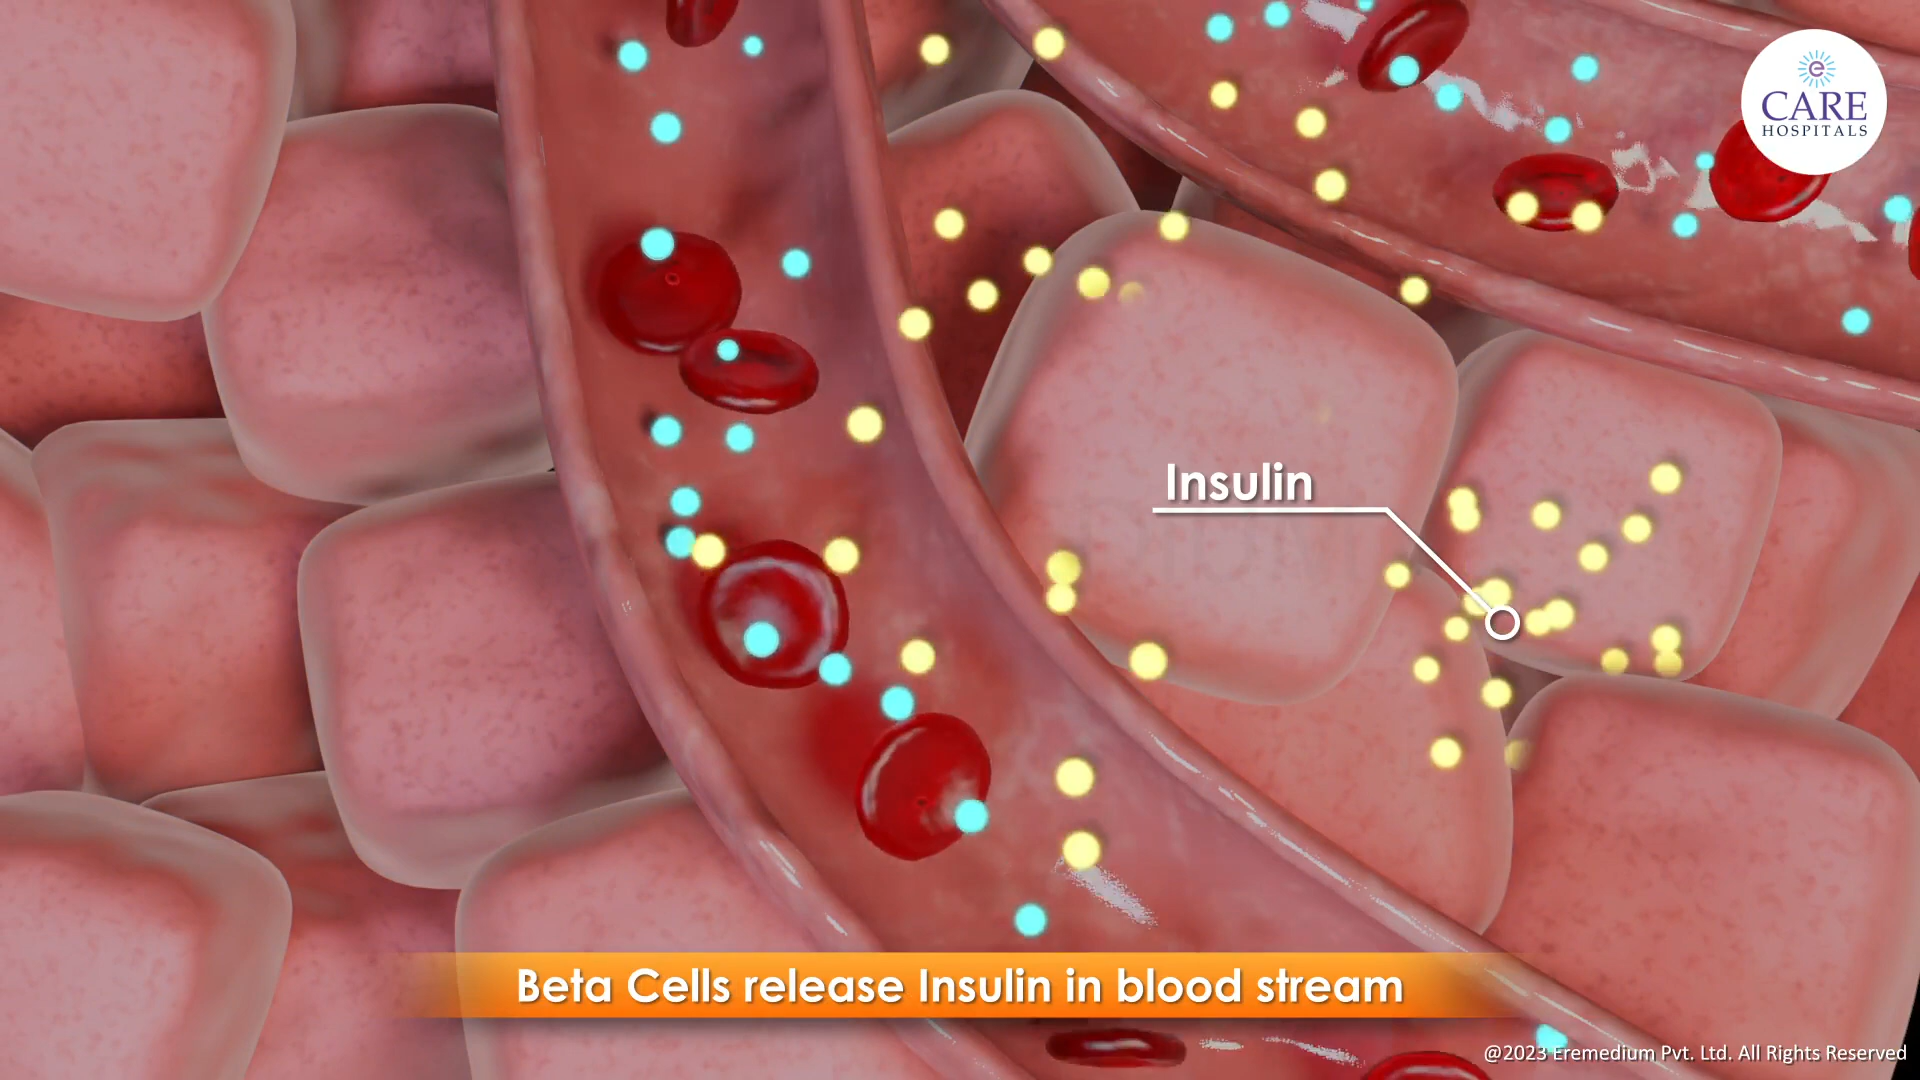 CARE
HOSPITALS
Insulin
Beta Cells release Insulin in blood stream
@2023 Eremedium Pvt. Ltd. All Rights Reserved